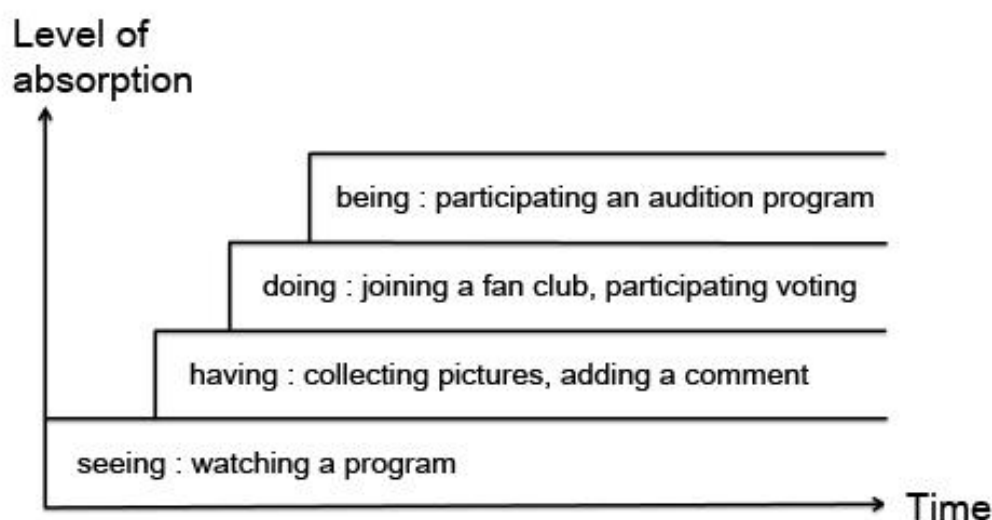 Level of
absorption
being : participating an audition program
doing : joining a fan club, participating voting
having : collecting pictures, adding a comment
seeing : watching a program
Time